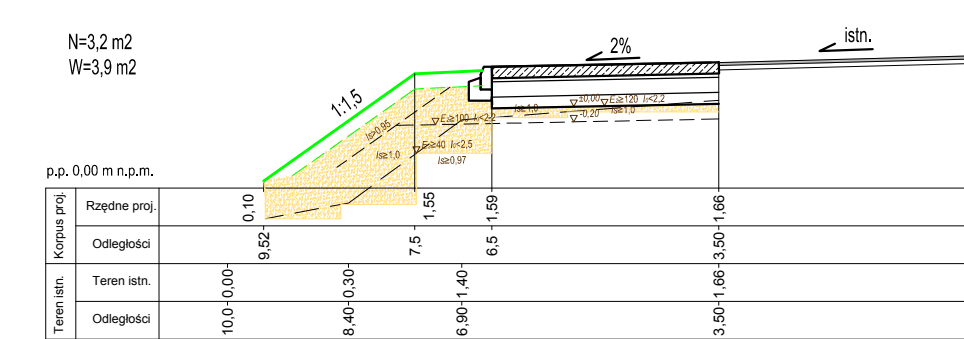 N=3,2 m2
W=3,9 m2
2%
istn.
1:1,5
Is≥1,0
±0,00 E₂≥120 I₀<2,2
Is>0,95
E₂≥100 I₀<2,2
-0,20
Is≥1,0
E₂≥40 I₀<2,5
Is≥1,0
Is≥0,97
p.p. 0,00 m n.p.m.
Korpus proj.
Rzędne proj.
0,10
1,55
1,59
1,66
Odległości
9,52
7,5
6,5
3,50
Teren istn.
Teren istn.
0,00
0,30
1,40
1,66
Odległości
10,0
8,40
6,90
3,50